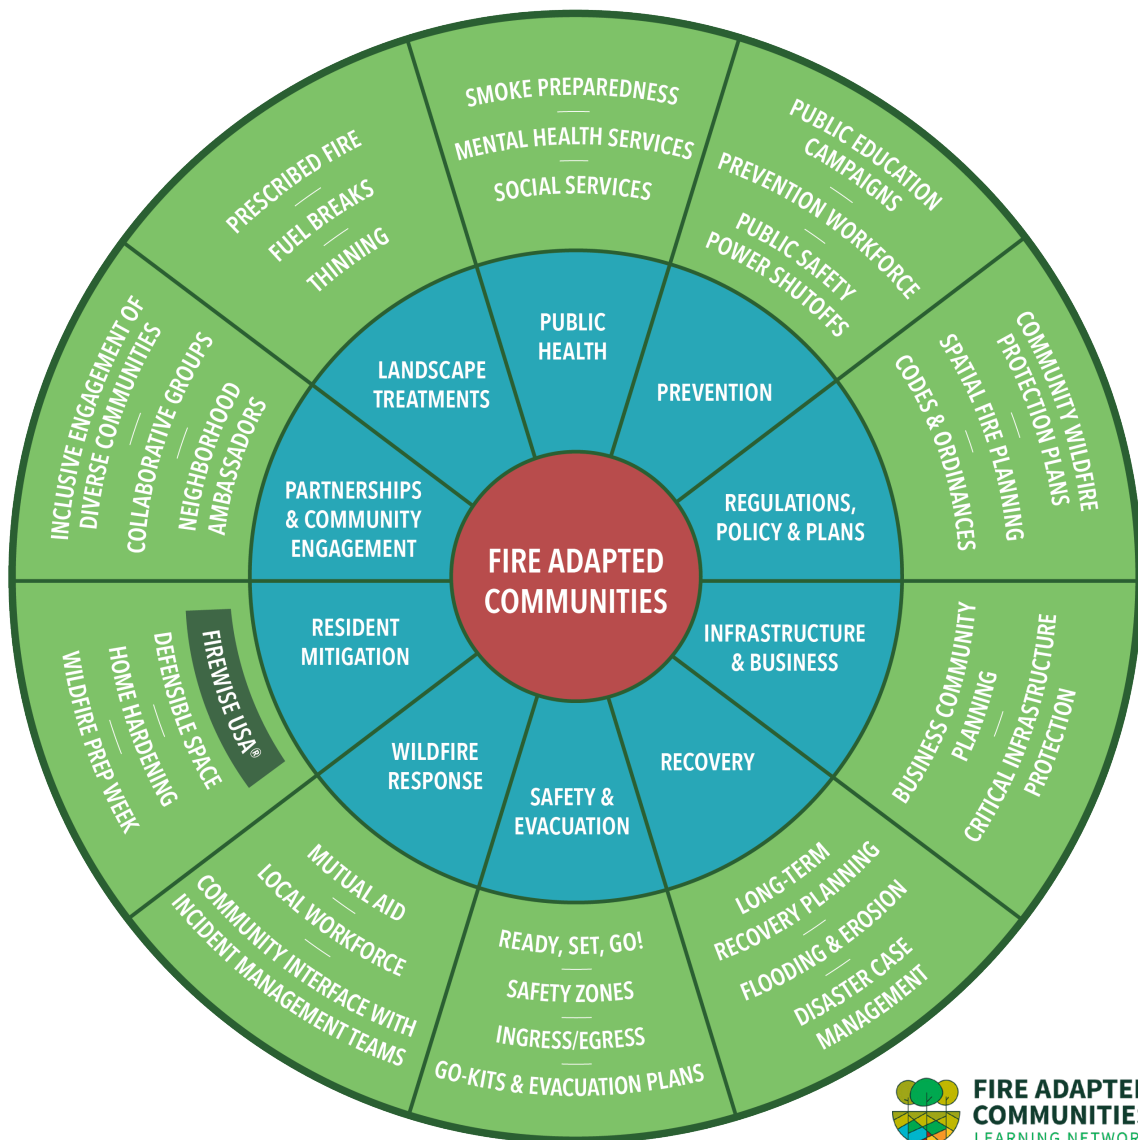 FIRE ADAPTED
COMMUNITIES
PUBLIC
HEALTH
SMOKE PREPAREDNESS
MENTAL HEALTH SERVICES
SOCIAL SERVICES
PREVENTION
PUBLIC EDUCATION
CAMPAIGNS
PREVENTION WORKFORCE
PUBLIC SAFETY
POWER SHUTOFFS
REGULATIONS,
POLICY & PLANS
COMMUNITY WILDFIRE
PROTECTION PLANS
SPATIAL FIRE PLANNING
CODES & ORDINANCES
INFRASTRUCTURE
& BUSINESS
BUSINESS COMMUNITY
PLANNING
CRITICAL INFRASTRUCTURE
PROTECTION
RECOVERY
LONG-TERM
RECOVERY PLANNING
FLOODING & EROSION
DISASTER CASE
MANAGEMENT
SAFETY &
EVACUATION
READY, SET, GO!
SAFETY ZONES
INGRESS/EGRESS
GO-KITS & EVACUATION PLANS
WILDFIRE
RESPONSE
MUTUAL AID
LOCAL WORKFORCE
COMMUNITY INTERFACE WITH
INCIDENT MANAGEMENT TEAMS
RESIDENT
MITIGATION
FIREWISE USA®
DEFENSIBLE SPACE
HOME HARDENING
WILDFIRE PREP WEEK
PARTNERSHIPS
& COMMUNITY
ENGAGEMENT
INCLUSIVE ENGAGEMENT OF
DIVERSE COMMUNITIES
COLLABORATIVE GROUPS
NEIGHBORHOOD
AMBASSADORS
LANDSCAPE
TREATMENTS
PRESCRIBED FIRE
FUEL BREAKS
THINNING
FIRE ADAPTE
COMMUNITIE
LEARNING NETWOR